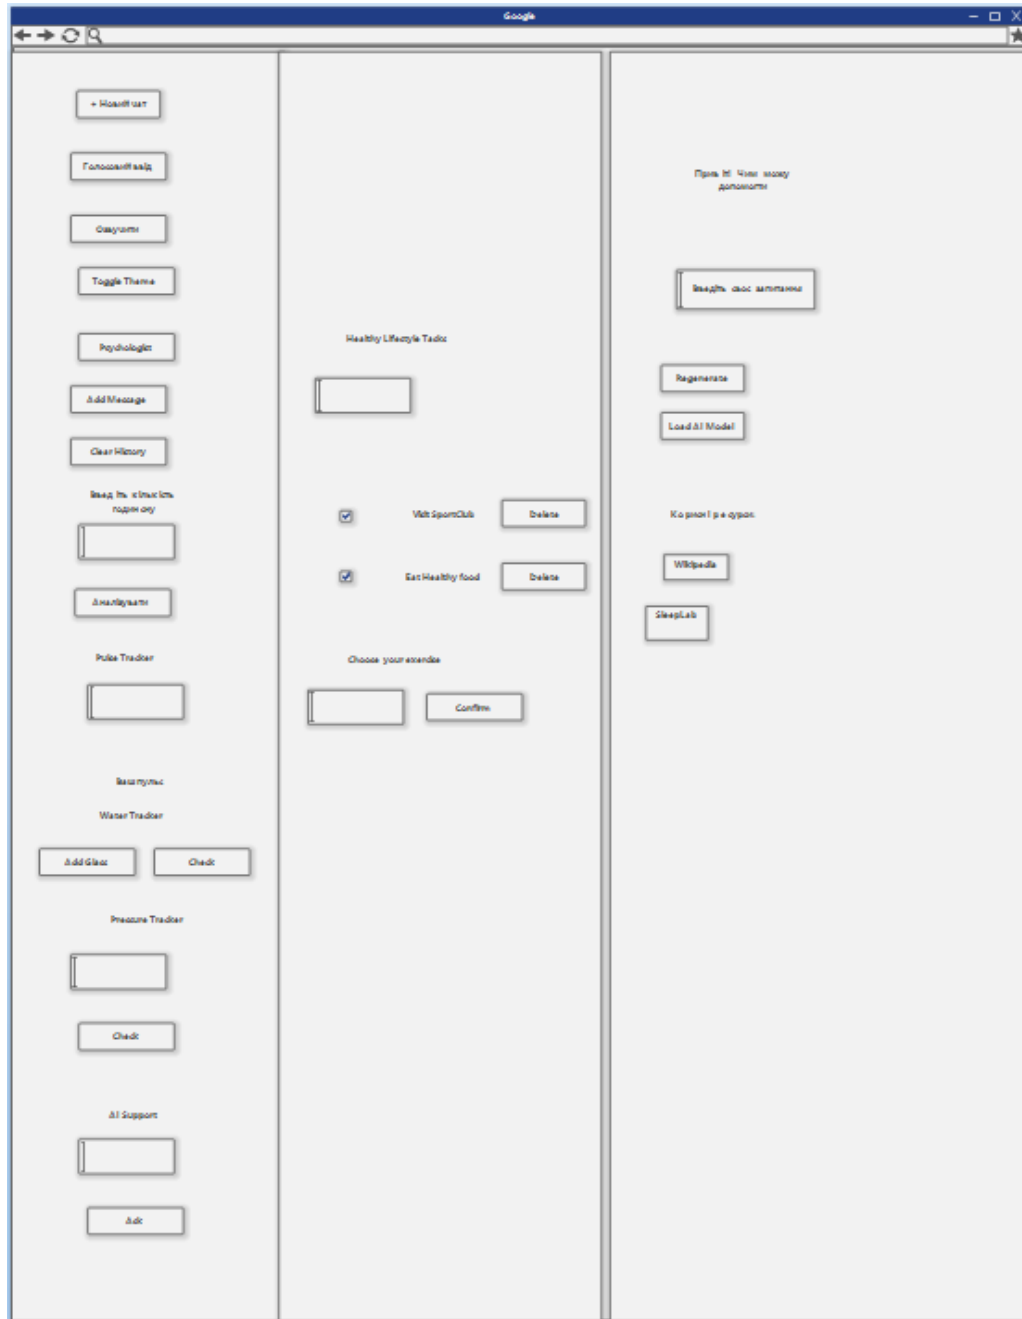 Google
+ Новий чат
Голосовий ввід
Озвучити
Toggle Theme
Psychologist
Add Message
Clear History
Введіть кількість
годин сну
Аналізувати
Pulse Tracker
Ваш пульс
Water Tracker
Add Glass
Check
Pressure Tracker
Check
AI Support
Ask
Healthy Lifestyle Tasks
Visit SportClub
Delete
Eat Healthy food
Delete
Choose your exercise
Confirm
Привіт! Чим можу
допомогти
Введіть своє запитання
Regenerate
Load AI Model
Корисні ресурси
Wikipedia
SleepLab